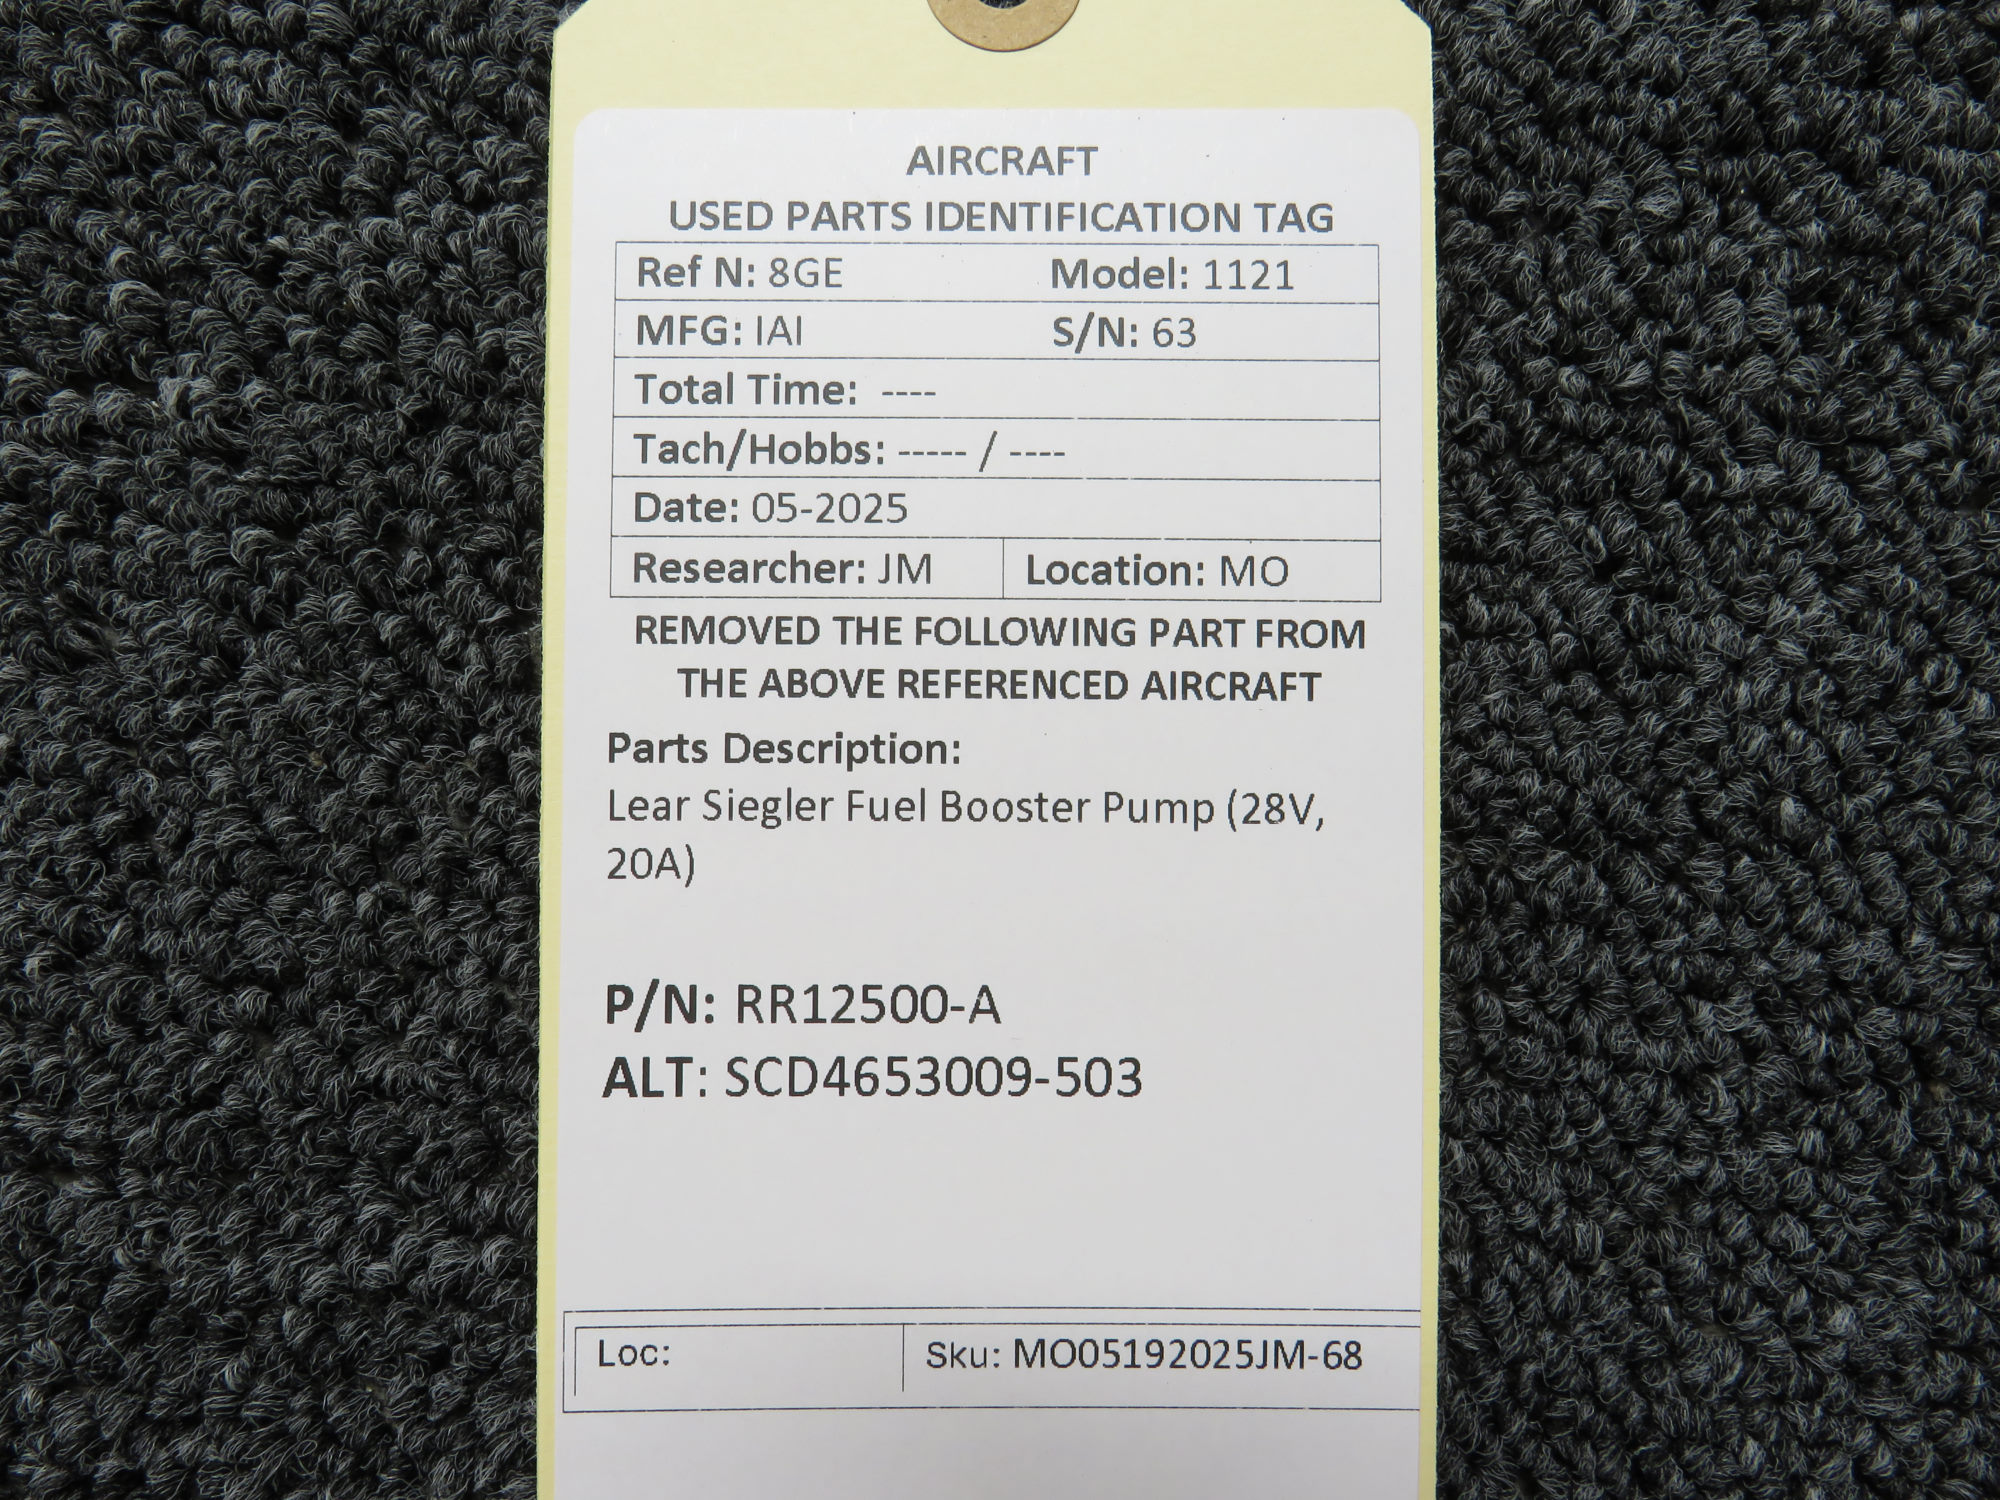 AIRCRAFT
USED PARTS IDENTIFICATION TAG
Ref N: 8GE Model: 1121
MFG: IAI S/N: 63
Total Time: ----
Tach/Hobbs: ----- / ----
Date: 05-2025
Researcher: JM Location: MO
REMOVED THE FOLLOWING PART FROM
THE ABOVE REFERENCED AIRCRAFT
Parts Description:
Lear Siegler Fuel Booster Pump (28V,
20A)
P/N: RR12500-A
ALT: SCD4653009-503
Loc: Sku: MO05192025JM-68